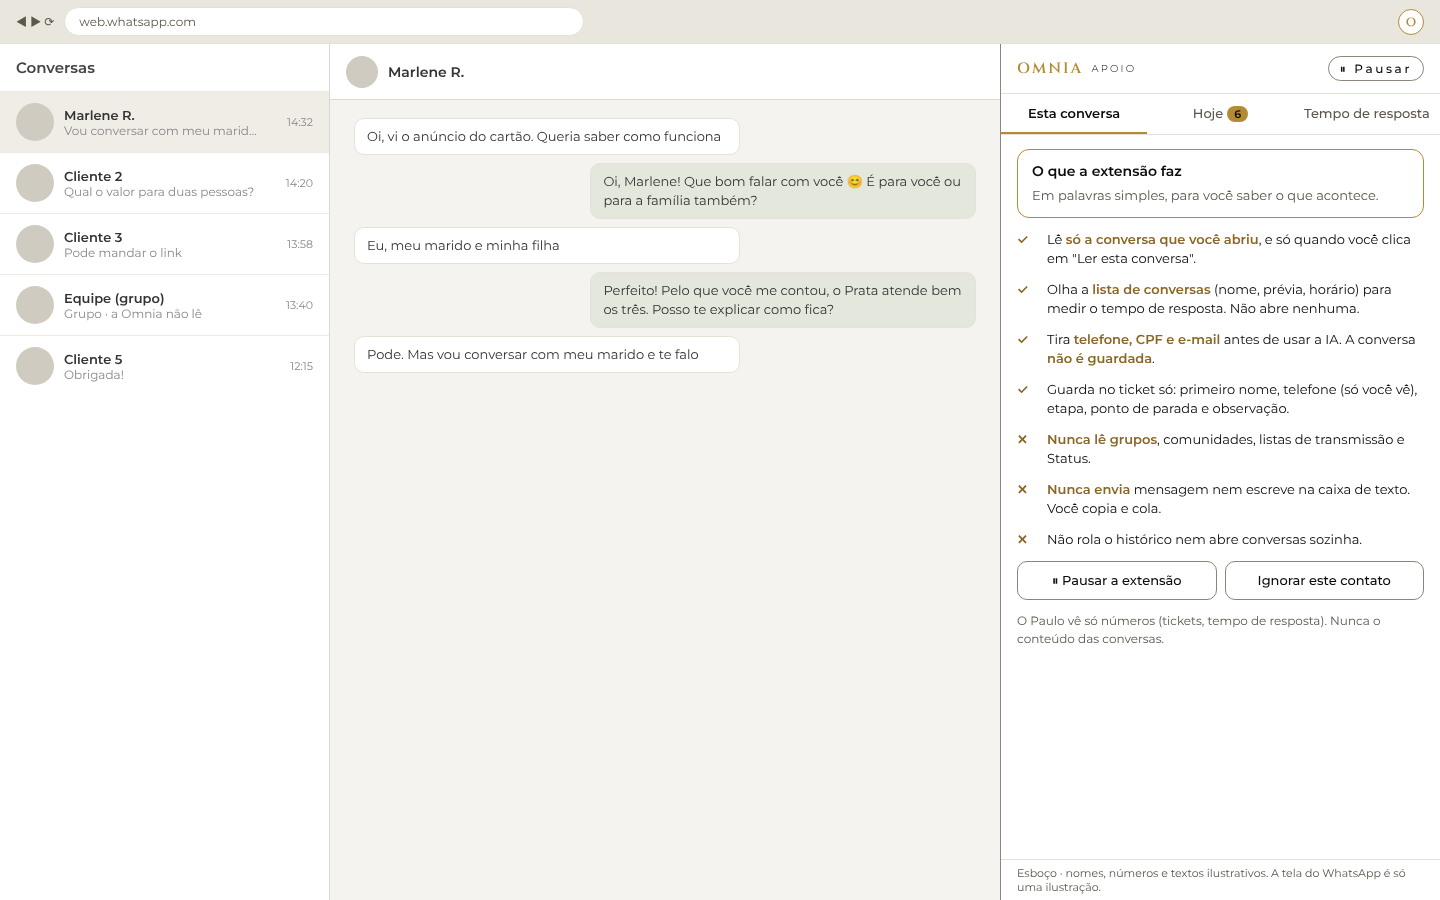 web.whatsapp.com
O
Conversas
Marlene R.
Vou conversar com meu marid...
14:32
Cliente 2
Qual o valor para duas pessoas?
14:20
Cliente 3
Pode mandar o link
13:58
Equipe (grupo)
Grupo · a Omnia não lê
13:40
Cliente 5
Obrigada!
12:15
Marlene R.
Oi, vi o anúncio do cartão. Queria saber como funciona
Oi, Marlene! Que bom falar com você 😊 É para você ou
para a família também?
Eu, meu marido e minha filha
Perfeito! Pelo que você me contou, o Prata atende bem
os três. Posso te explicar como fica?
Pode. Mas vou conversar com meu marido e te falo
OMNIA APOIO
⏸ Pausar
Esta conversa
Hoje 6
Tempo de resposta
O que a extensão faz
Em palavras simples, para você saber o que acontece.
✓ Lê só a conversa que você abriu, e só quando você clica
em "Ler esta conversa".
✓ Olha a lista de conversas (nome, prévia, horário) para
medir o tempo de resposta. Não abre nenhuma.
✓ Tira telefone, CPF e e-mail antes de usar a IA. A conversa
não é guardada.
✓ Guarda no ticket só: primeiro nome, telefone (só você vê),
etapa, ponto de parada e observação.
✕ Nunca lê grupos, comunidades, listas de transmissão e
Status.
✕ Nunca envia mensagem nem escreve na caixa de texto.
Você copia e cola.
✕ Não rola o histórico nem abre conversas sozinha.
⏸ Pausar a extensão
Ignorar este contato
O Paulo vê só números (tickets, tempo de resposta). Nunca o
conteúdo das conversas.
Esboço · nomes, números e textos ilustrativos. A tela do WhatsApp é só
uma ilustração.